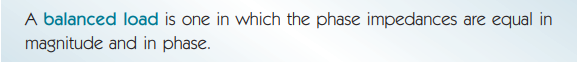 A balanced load is one in which the phase impedances are equal in
magnitude and in phase.